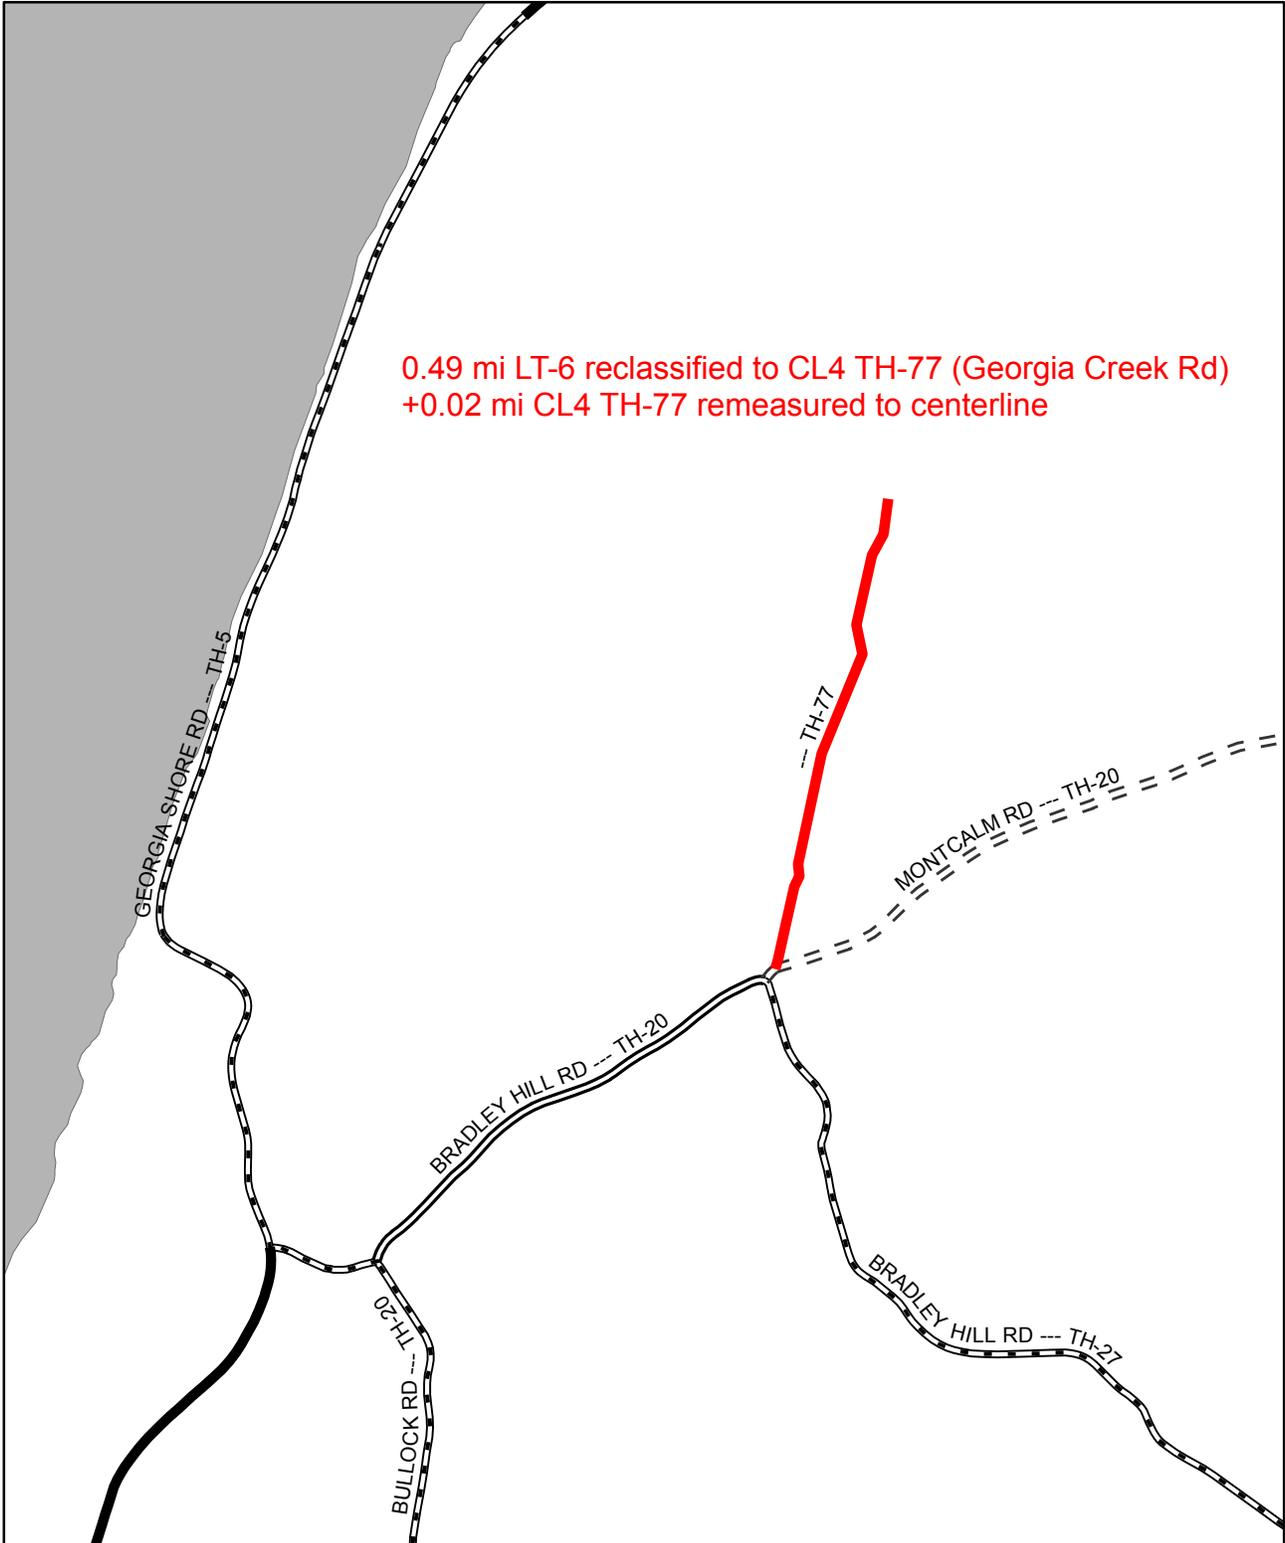 0.49 mi LT-6 reclassified to CL4 TH-77 (Georgia Creek Rd)
+0.02 mi CL4 TH-77 remeasured to centerline
GEORGIA SHORE RD --- TH-5
--- TH-77
MONTCALM RD --- TH-20
BRADLEY HILL RD --- TH-20
BRADLEY HILL RD --- TH-27
BULLOCK RD --- TH-20